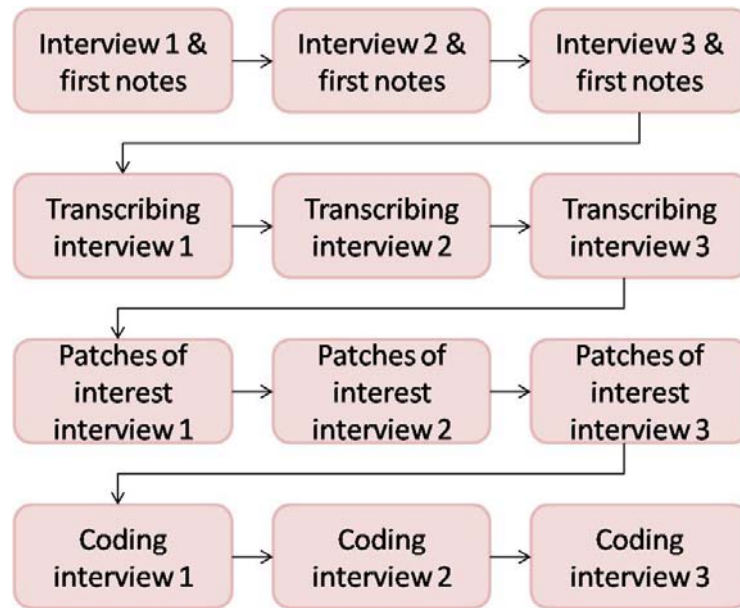 Interview 1 &
first notes
Interview 2 &
first notes
Interview 3 &
first notes
Transcribing
interview 1
Transcribing
interview 2
Transcribing
interview 3
Patches of
interest
interview 1
Patches of
interest
interview 2
Patches of
interest
interview 3
Coding
interview 1
Coding
interview 2
Coding
interview 3